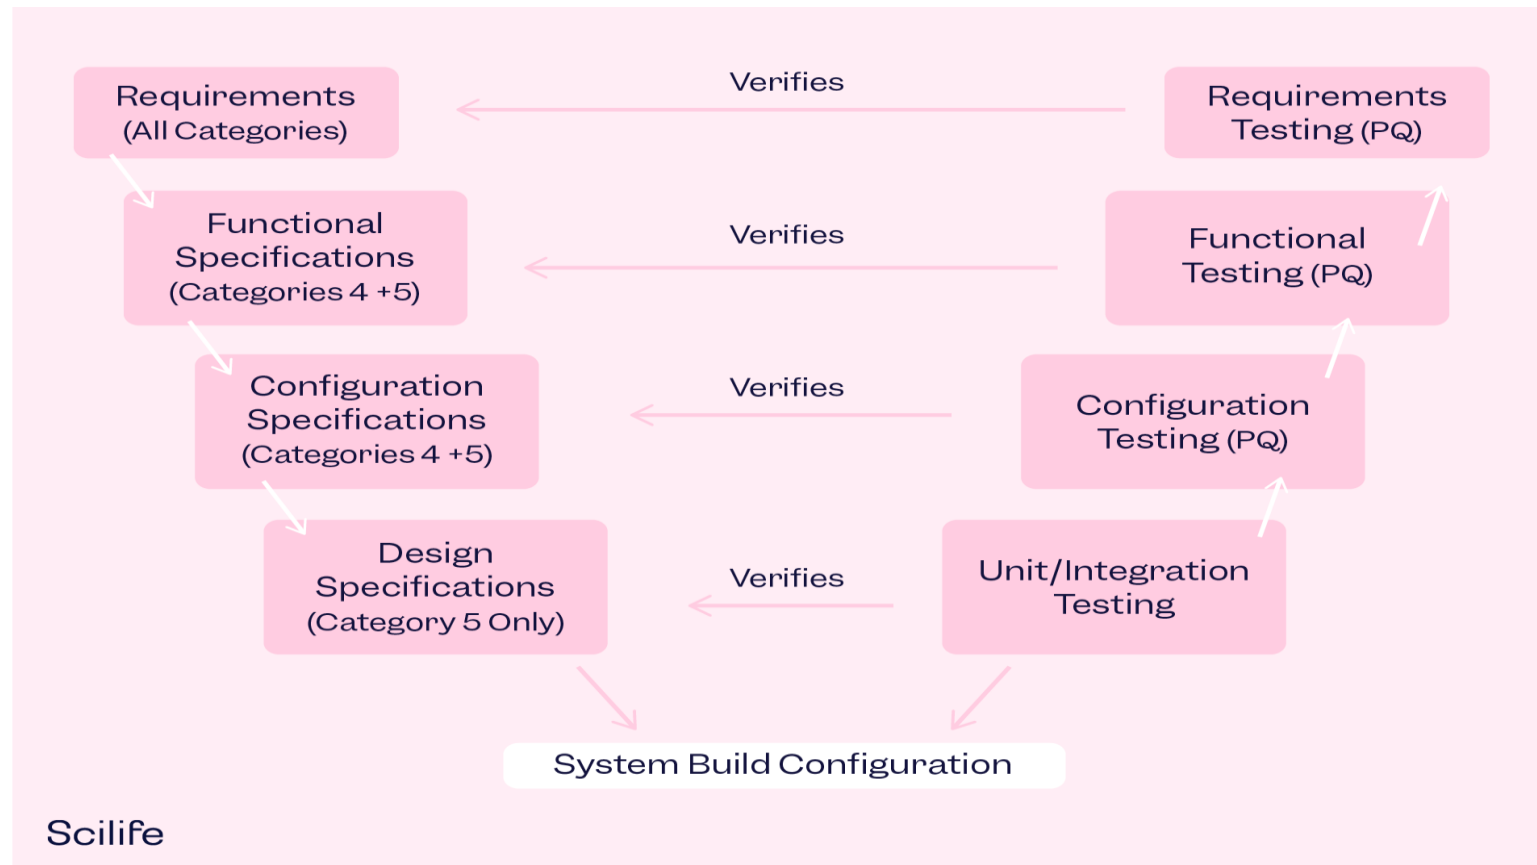 Requirements
(All Categories)
Verifies
Requirements
Testing (PQ)
Functional
Specifications
(Categories 4 +5)
Verifies
Functional
Testing (PQ)
Configuration
Specifications
(Categories 4 +5)
Verifies
Configuration
Testing (PQ)
Design
Specifications
(Category 5 Only)
Verifies
Unit/Integration
Testing
System Build Configuration
Scilife